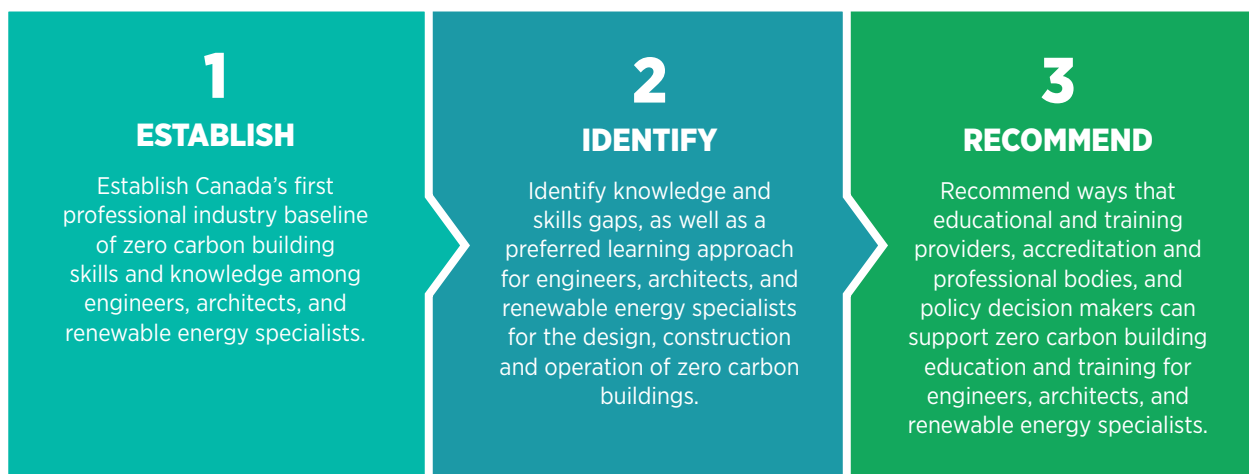 1
ESTABLISH
Establish Canada’s first
professional industry baseline
of zero carbon building
skills and knowledge among
engineers, architects, and
renewable energy specialists.
2
IDENTIFY
Identify knowledge and
skills gaps, as well as a
preferred learning approach
for engineers, architects, and
renewable energy specialists
for the design, construction
and operation of zero carbon
buildings.
3
RECOMMEND
Recommend ways that
educational and training
providers, accreditation and
professional bodies, and
policy decision makers can
support zero carbon building
education and training for
engineers, architects, and
renewable energy specialists.